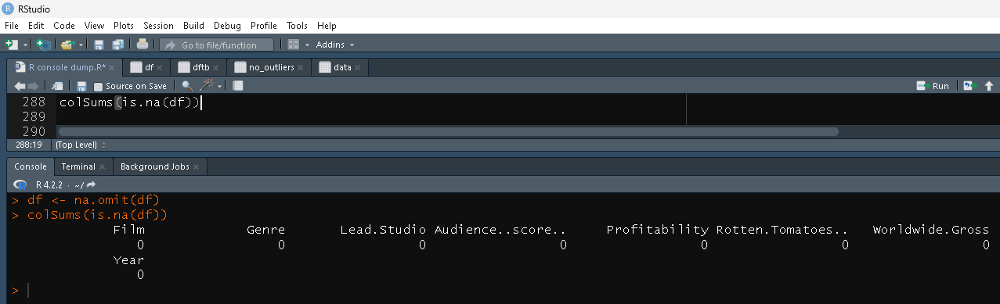 RStudio
File Edit Code View Plots Session Build Debug Profile Tools Help
Go to file/function Addins
R console dump.R* df dftb no_outliers data
Source on Save Run
288 colSums(is.na(df))
289
290
288:19 (Top Level)
Console Terminal Background Jobs
R 4.2.2 · ~/
> df <- na.omit(df)
> colSums(is.na(df))
Film Genre Lead.Studio Audience..score.. Profitability Rotten.Tomatoes.. Worldwide.Gross
0 0 0 0 0 0 0
Year
0
>